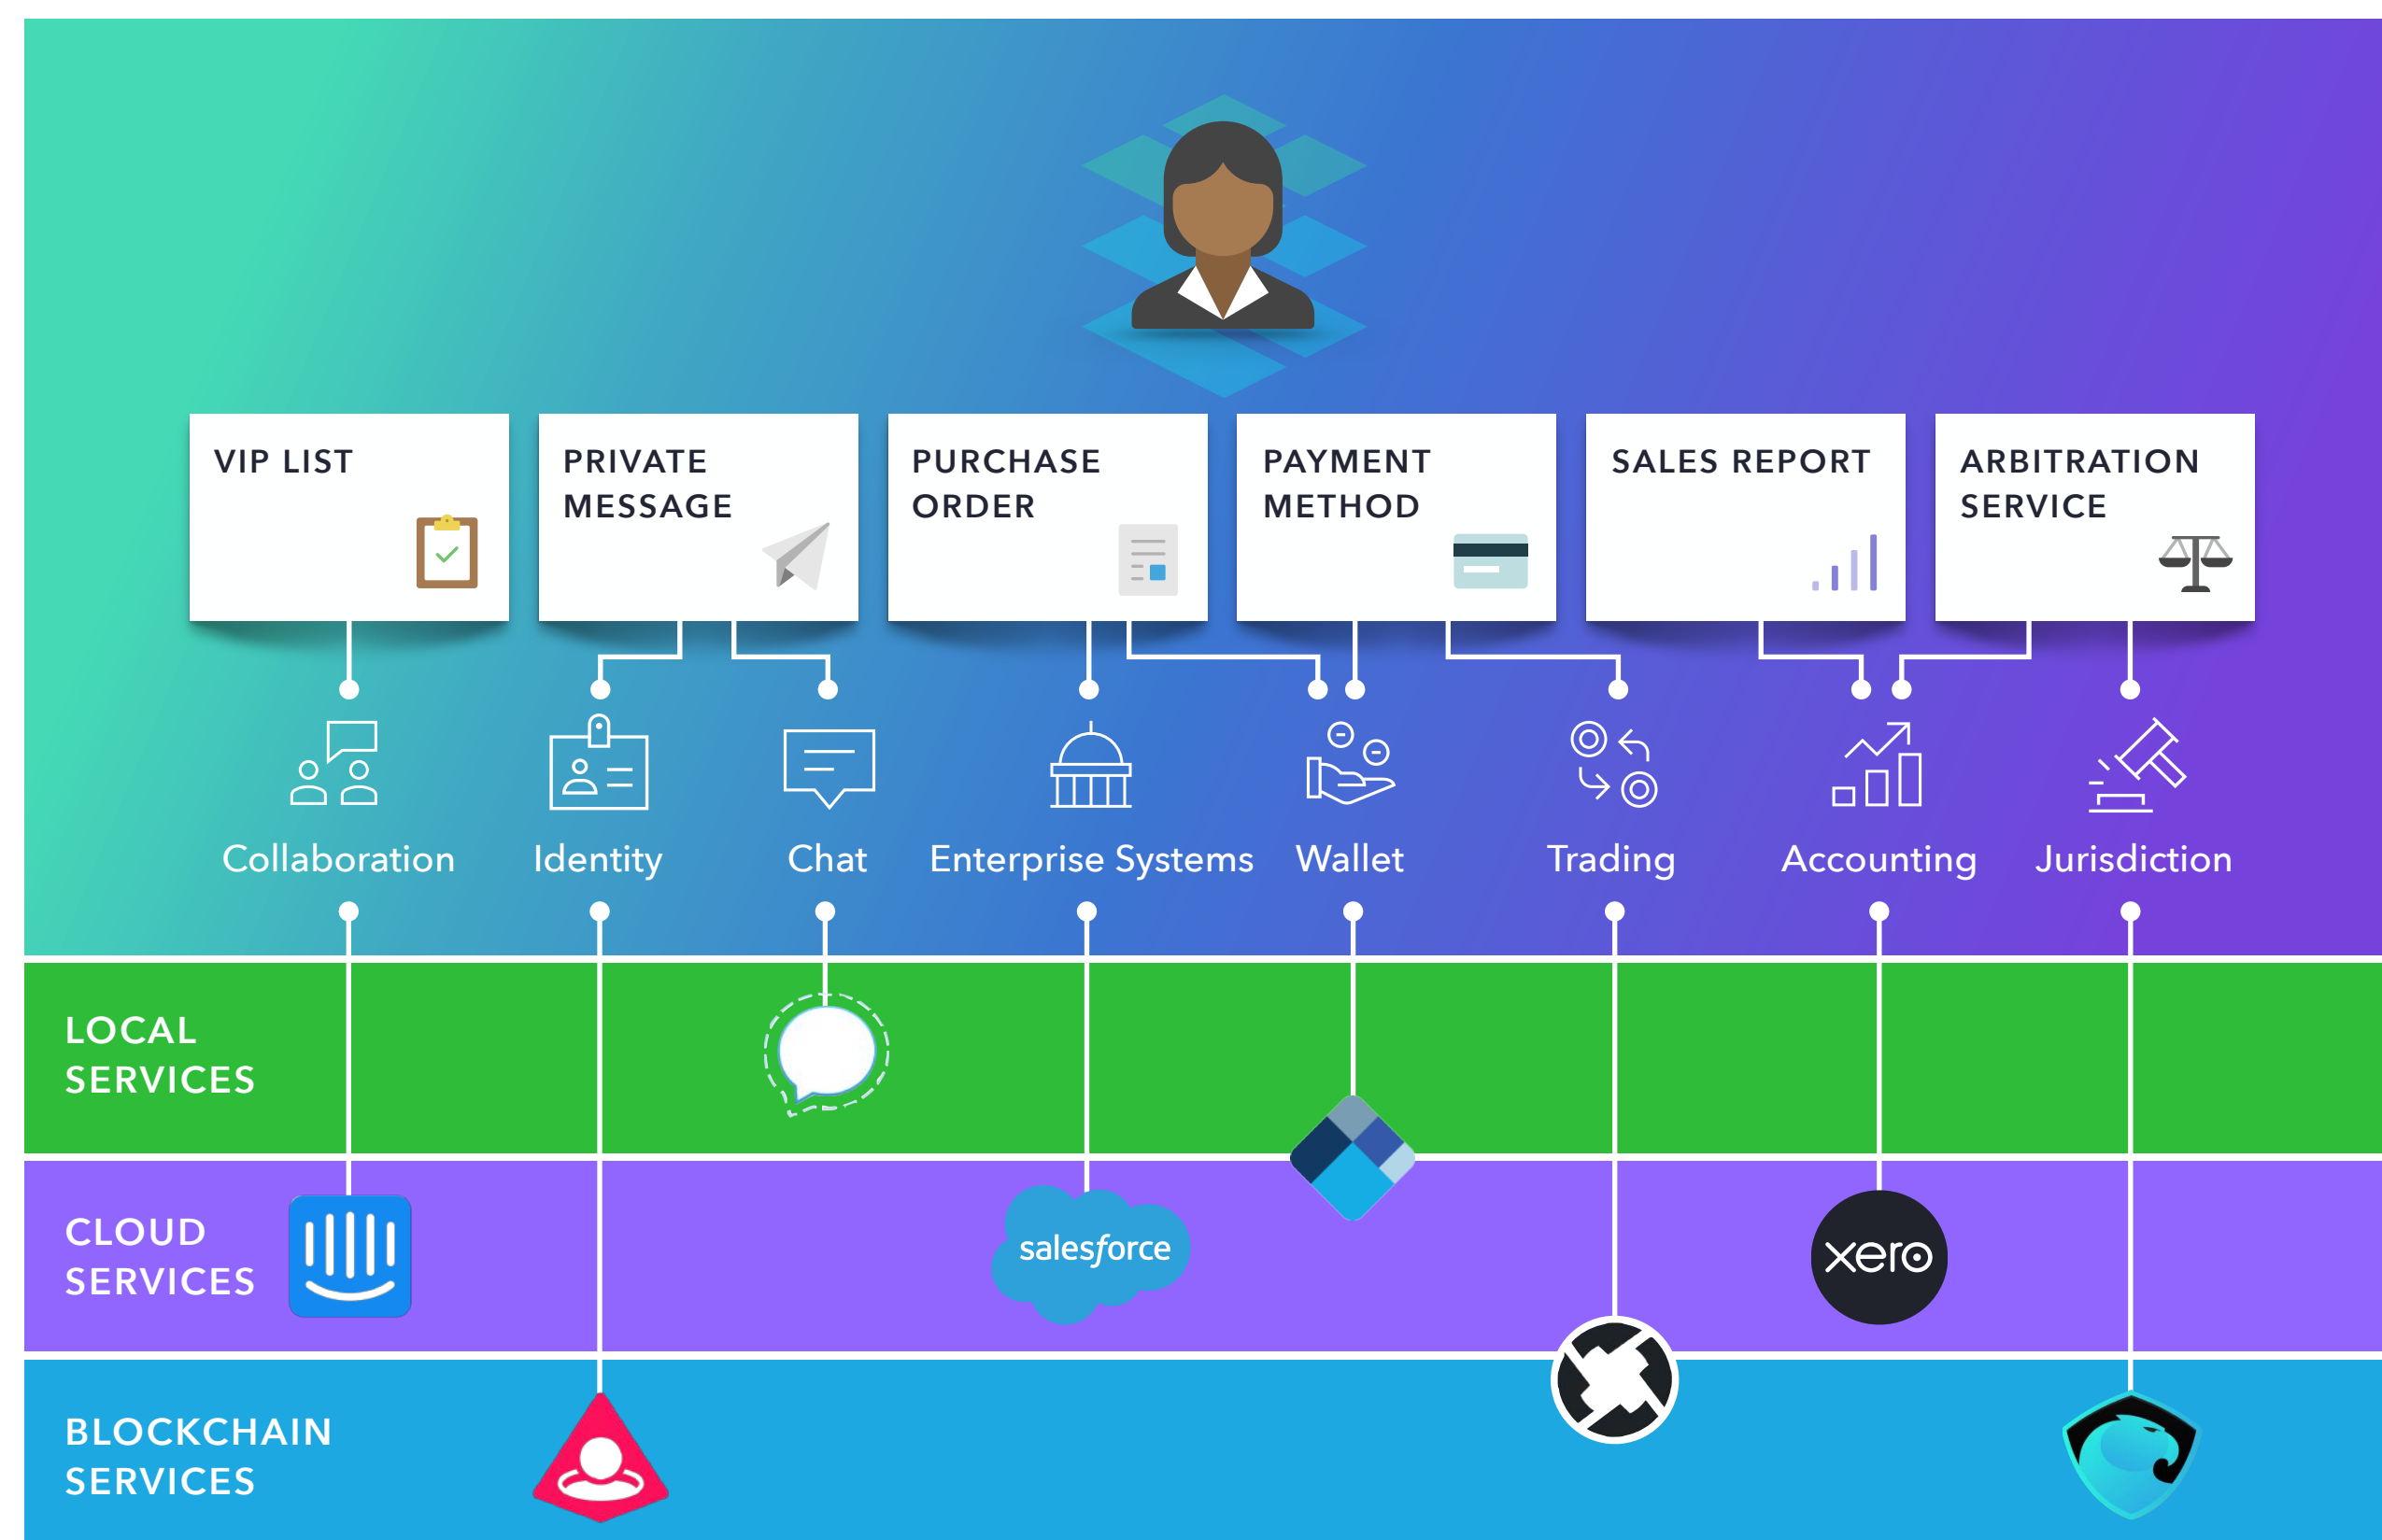 VIP LIST
PRIVATE
MESSAGE
PURCHASE
ORDER
PAYMENT
METHOD
SALES REPORT
ARBITRATION
SERVICE
Collaboration
Identity
Chat
Enterprise Systems
Wallet
Trading
Accounting
Jurisdiction
LOCAL
SERVICES
CLOUD
SERVICES
salesforce
xero
BLOCKCHAIN
SERVICES